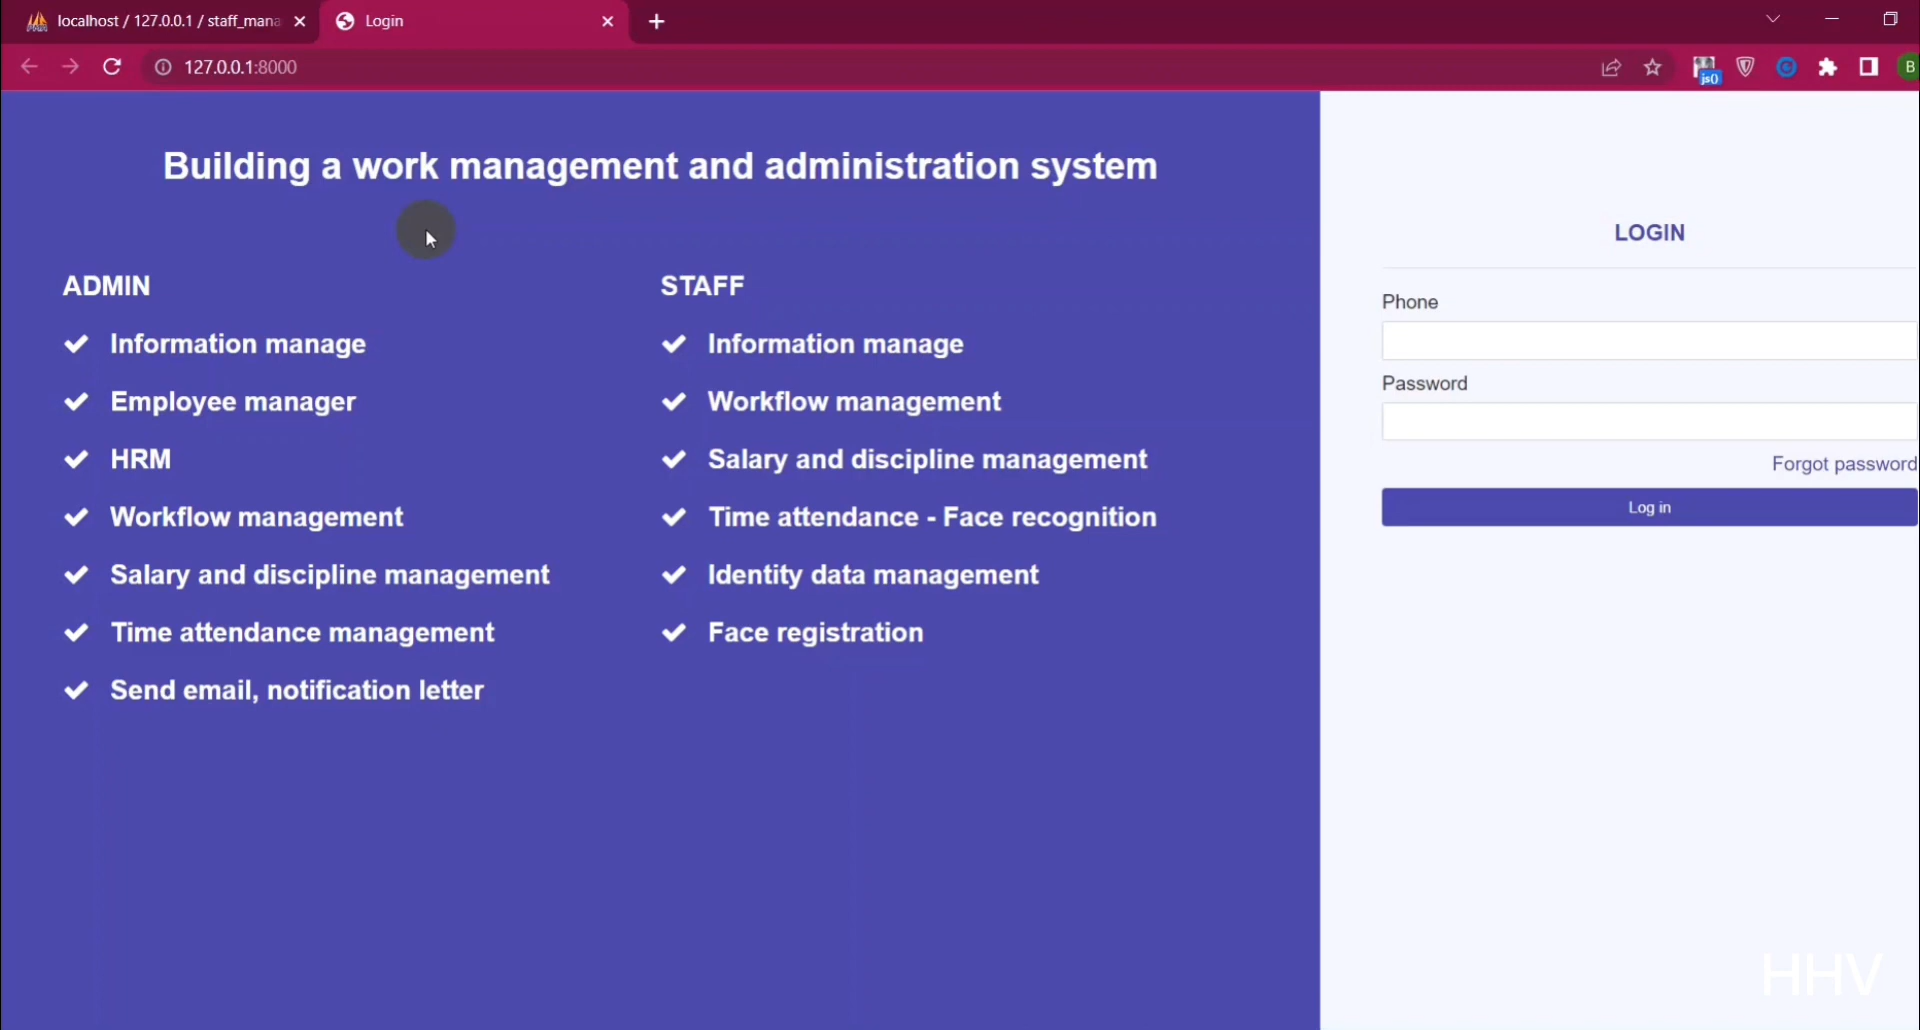 localhost / 127.0.0.1 / staff_mana
Login
127.0.0.1:8000
js()
B
Building a work management and administration system
ADMIN
Information manage
Employee manager
HRM
Workflow management
Salary and discipline management
Time attendance management
Send email, notification letter
STAFF
Information manage
Workflow management
Salary and discipline management
Time attendance - Face recognition
Identity data management
Face registration
LOGIN
Phone
Password
Forgot password
Log in
HHV